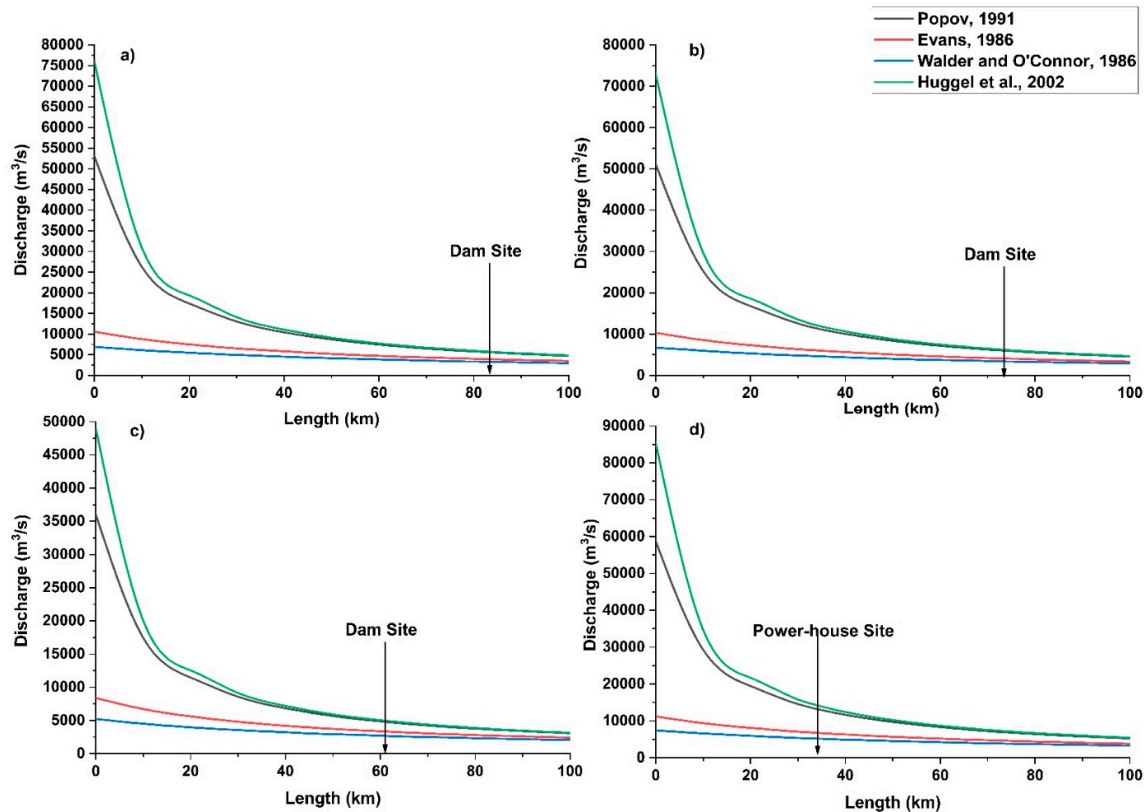 Popov, 1991
Evans, 1986
Walder and O'Connor, 1986
Huggel et al., 2002
a)
Discharge (m³/s)
80000
75000
70000
65000
60000
55000
50000
45000
40000
35000
30000
25000
20000
15000
10000
5000
0
Dam Site
0 20 40 60 80 100
Length (km)
b)
Discharge (m³/s)
80000
70000
60000
50000
40000
30000
20000
10000
0
Dam Site
0 20 40 60 80 100
Length (km)
c)
Discharge (m³/s)
50000
45000
40000
35000
30000
25000
20000
15000
10000
5000
0
Dam Site
0 20 40 60 80 100
Length (km)
d)
Discharge (m³/s)
90000
80000
70000
60000
50000
40000
30000
20000
10000
0
Power-house Site
0 20 40 60 80 100
Length (km)